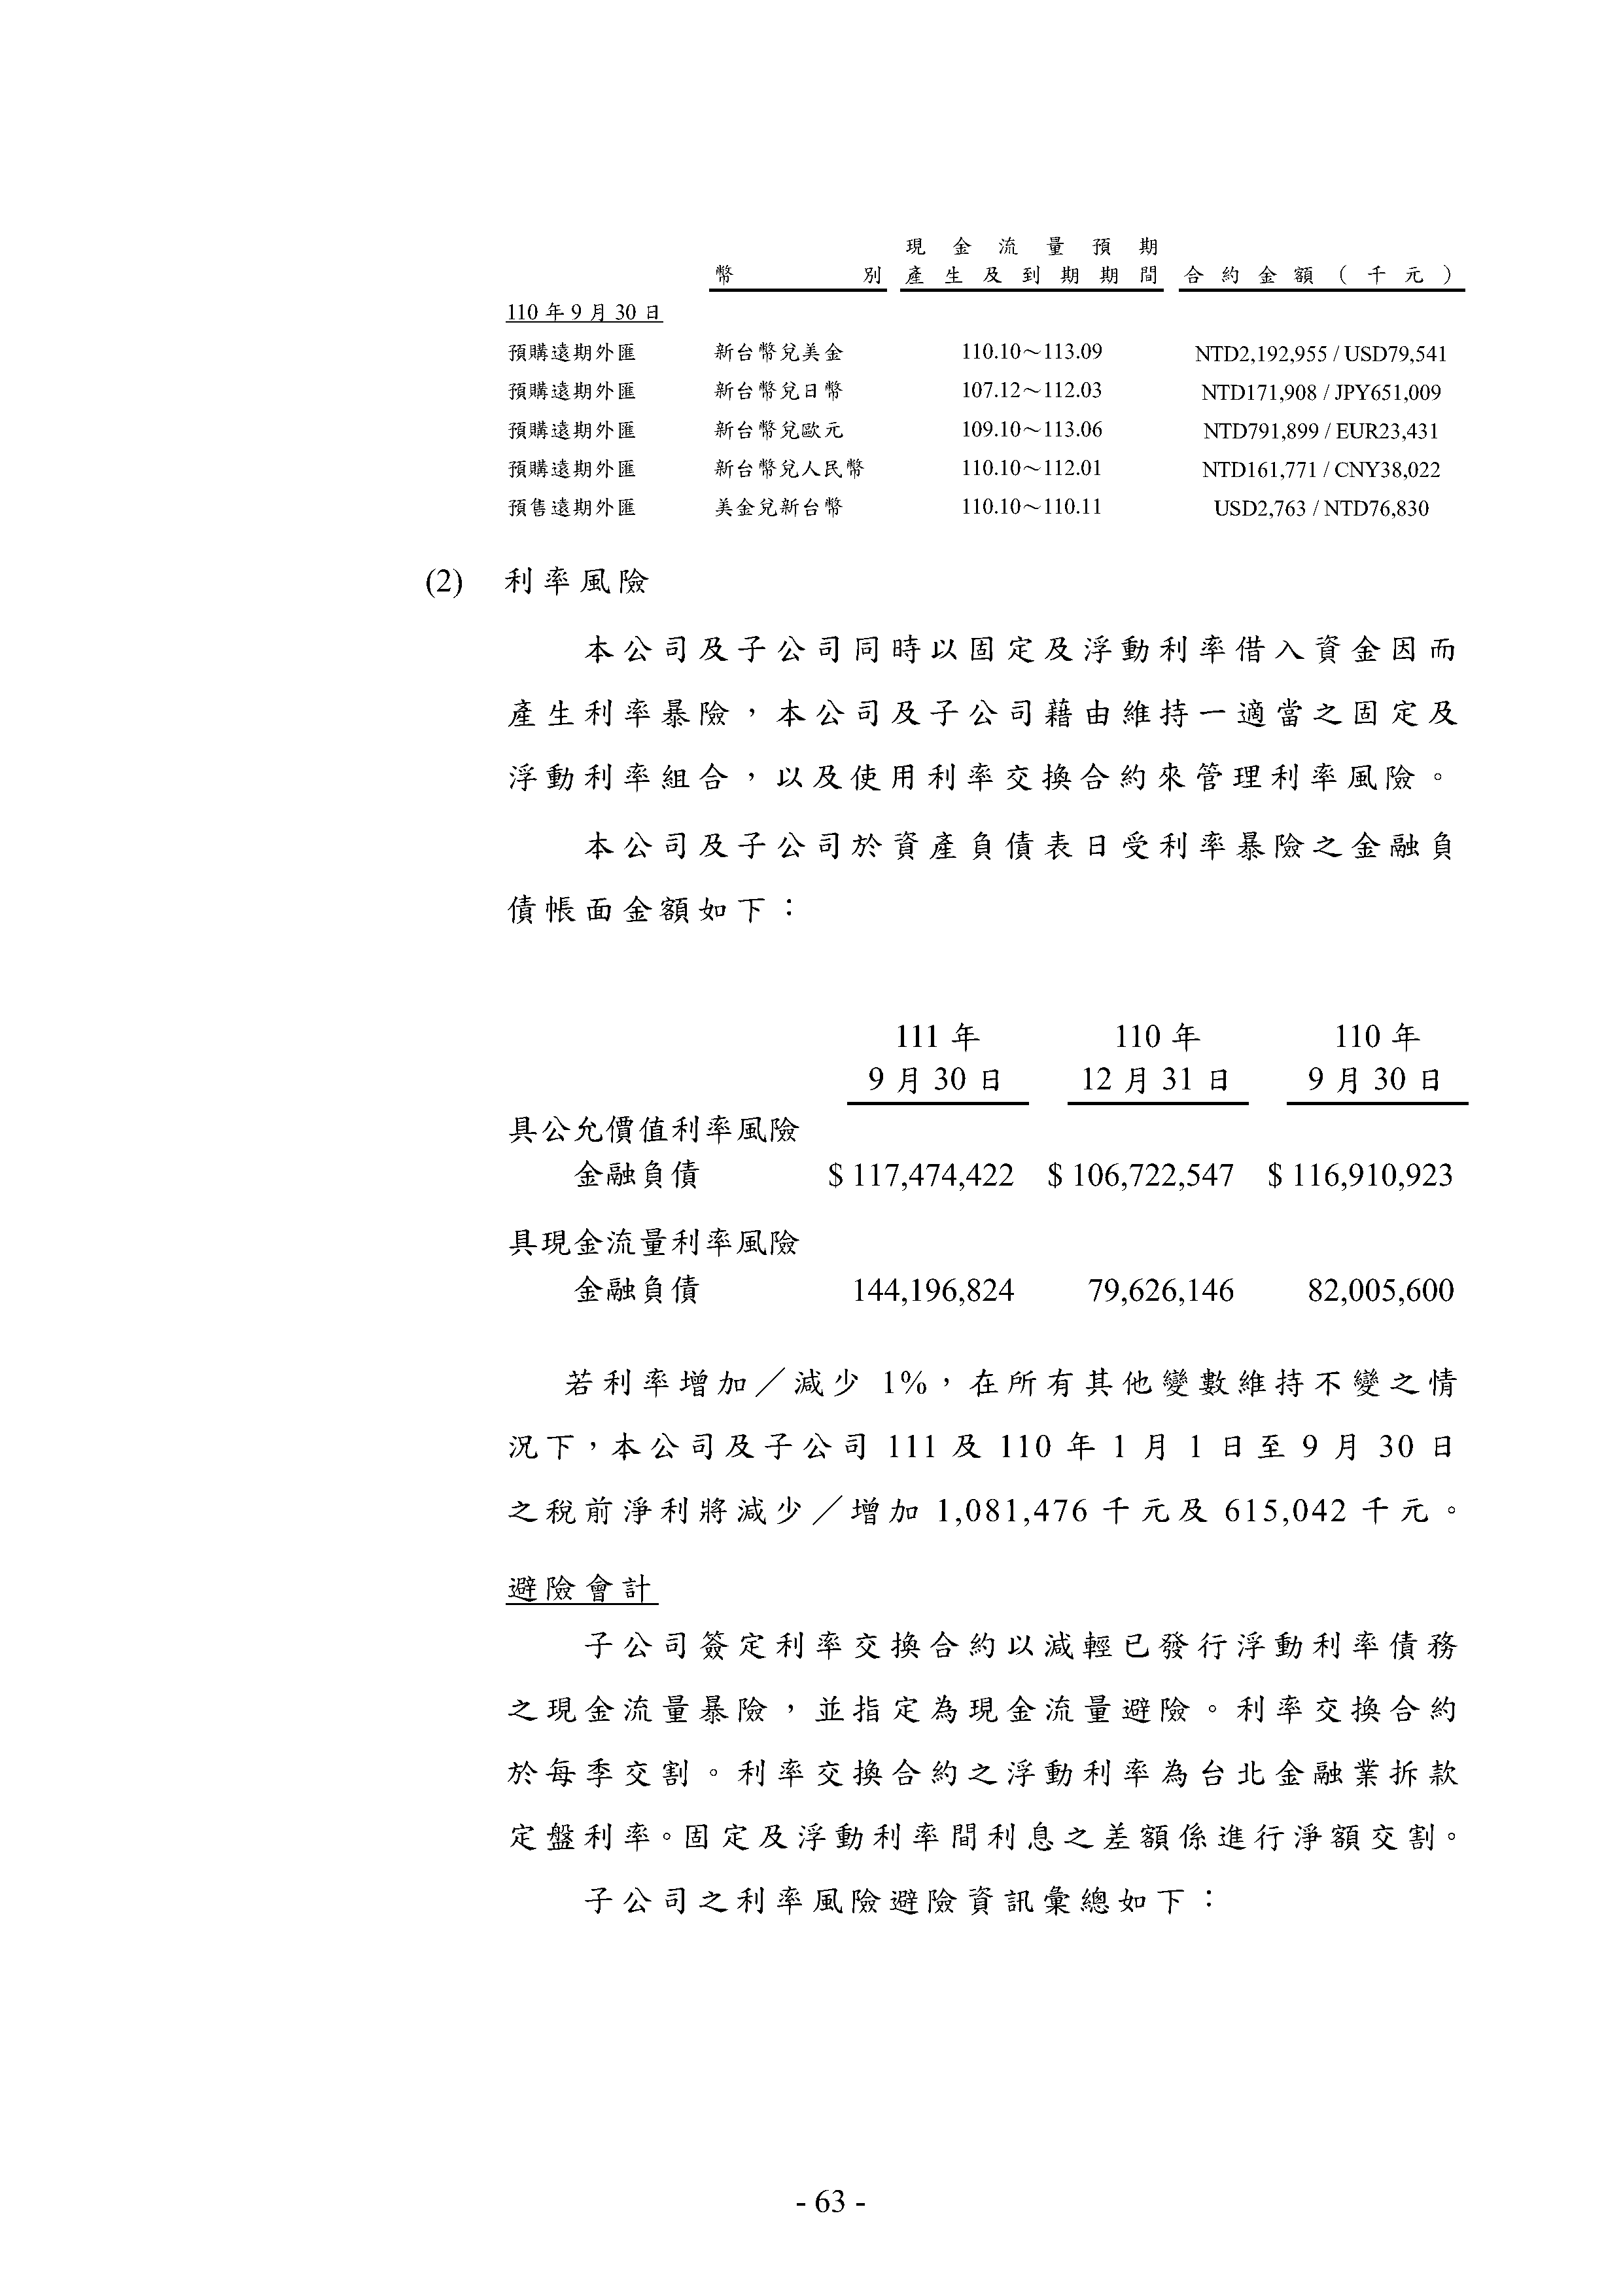 現金流量預期
幣別 產生及到期期間 合約金額(千元)
110年9月30日
預購遠期外匯 新台幣兌美金 110.10～113.09 NTD2,192,955 / USD79,541
預購遠期外匯 新台幣兌日幣 107.12～112.03 NTD171,908 / JPY651,009
預購遠期外匯 新台幣兌歐元 109.10～113.06 NTD791,899 / EUR23,431
預購遠期外匯 新台幣兌人民幣 110.10～112.01 NTD161,771 / CNY38,022
預售遠期外匯 美金兌新台幣 110.10～110.11 USD2,763 / NTD76,830
(2) 利率風險
本公司及子公司同時以固定及浮動利率借入資金因而
產生利率暴險，本公司及子公司藉由維持一適當之固定及
浮動利率組合，以及使用利率交換合約來管理利率風險。
本公司及子公司於資產負債表日受利率暴險之金融負
債帳面金額如下：
111年 110年 110年
9月30日 12月31日 9月30日
具公允價值利率風險
金融負債 $ 117,474,422 $ 106,722,547 $ 116,910,923
具現金流量利率風險
金融負債 144,196,824 79,626,146 82,005,600
若利率增加／減少 1%，在所有其他變數維持不變之情
況下，本公司及子公司 111 及 110 年 1 月 1 日至 9 月 30 日
之稅前淨利將減少／增加 1,081,476 千元及 615,042 千元。
避險會計
子公司簽定利率交換合約以減輕已發行浮動利率債務
之現金流量暴險，並指定為現金流量避險。利率交換合約
於每季交割。利率交換合約之浮動利率為台北金融業拆款
定盤利率。固定及浮動利率間利息之差額係進行淨額交割。
子公司之利率風險避險資訊彙總如下：
- 63 -